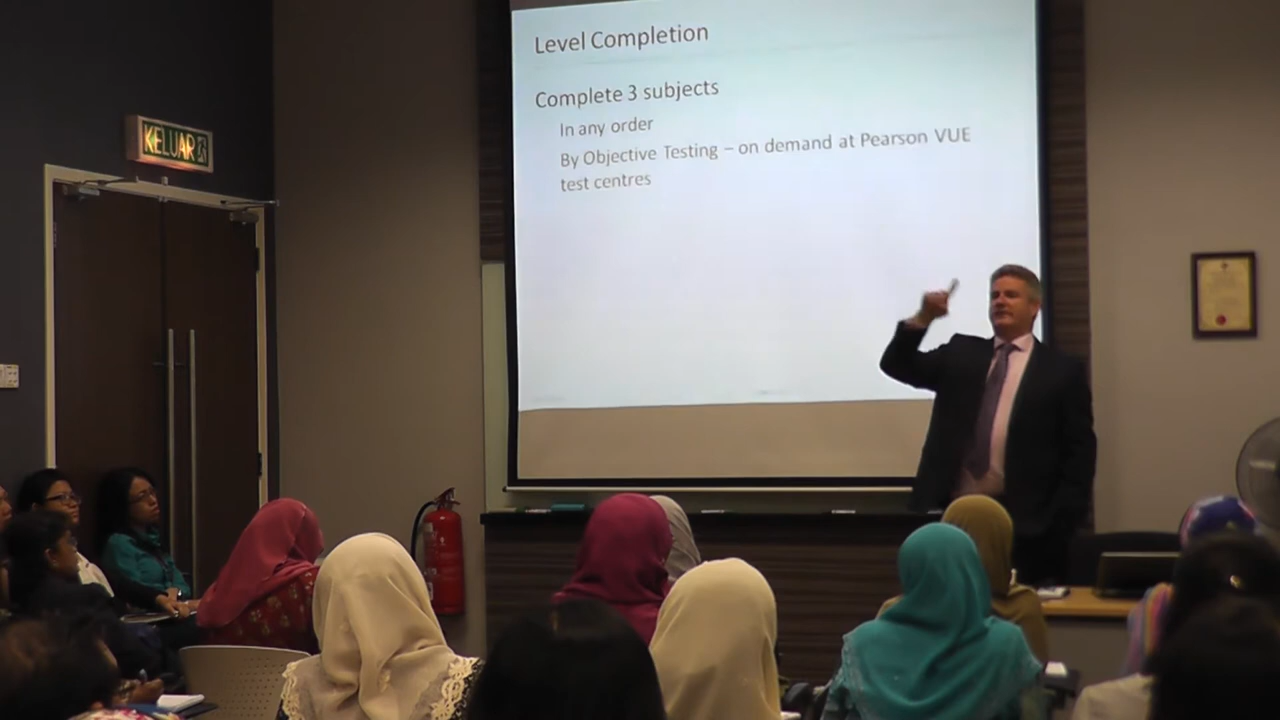 Level Completion
Complete 3 subjects
In any order
By Objective Testing – on demand at Pearson VUE
test centres
KELUAR